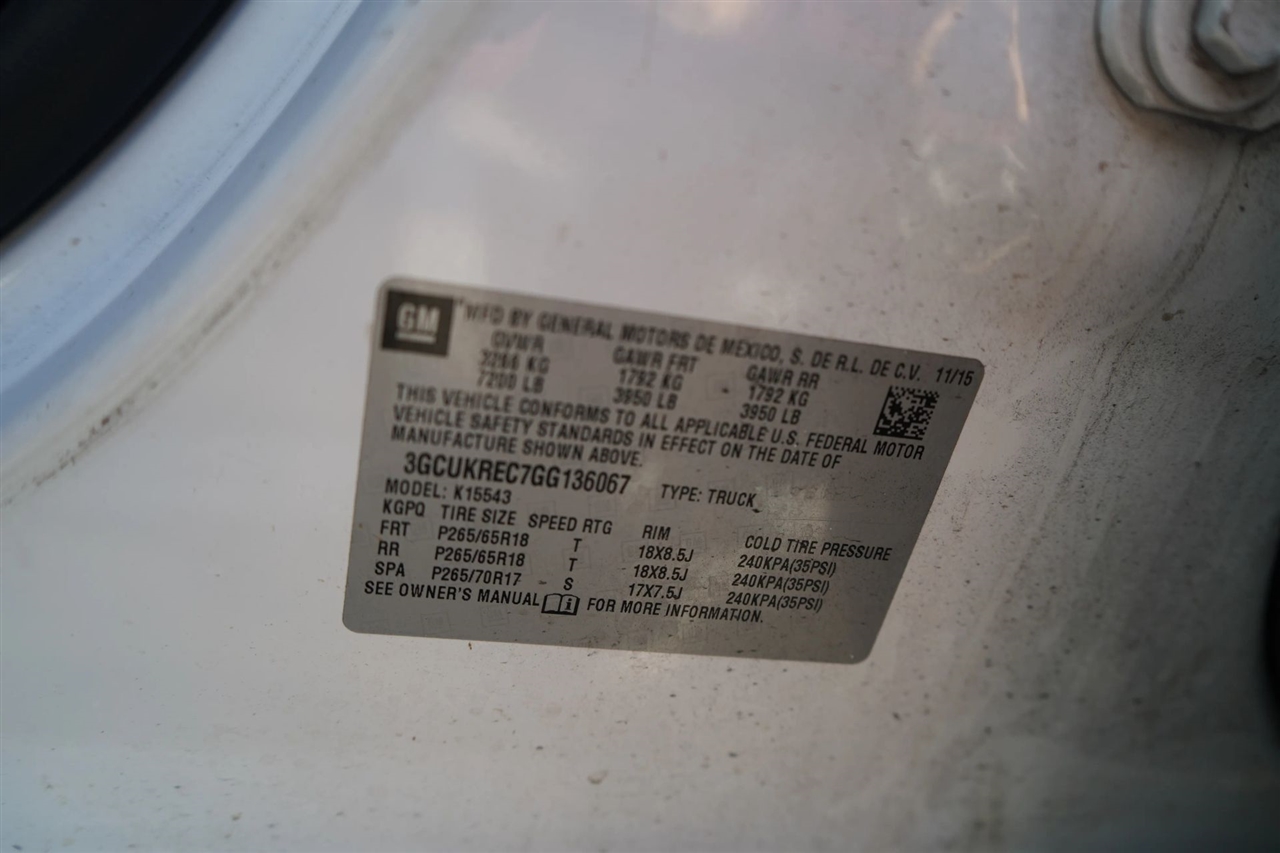 GM MFD BY GENERAL MOTORS DE MEXICO, S. DE R.L. DE C.V. 11/15
GVWR GAWR FRT GAWR RR
3266 KG 1792 KG 1792 KG
7200 LB 3950 LB 3950 LB
THIS VEHICLE CONFORMS TO ALL APPLICABLE U.S. FEDERAL MOTOR
VEHICLE SAFETY STANDARDS IN EFFECT ON THE DATE OF
MANUFACTURE SHOWN ABOVE.
3GCUKREC7GG136067 TYPE: TRUCK
MODEL: K15543
KGPQ TIRE SIZE SPEED RTG RIM COLD TIRE PRESSURE
FRT P265/65R18 T 18X8.5J 240KPA(35PSI)
RR P265/65R18 T 18X8.5J 240KPA(35PSI)
SPA P265/70R17 S 17X7.5J 240KPA(35PSI)
SEE OWNER'S MANUAL FOR MORE INFORMATION.